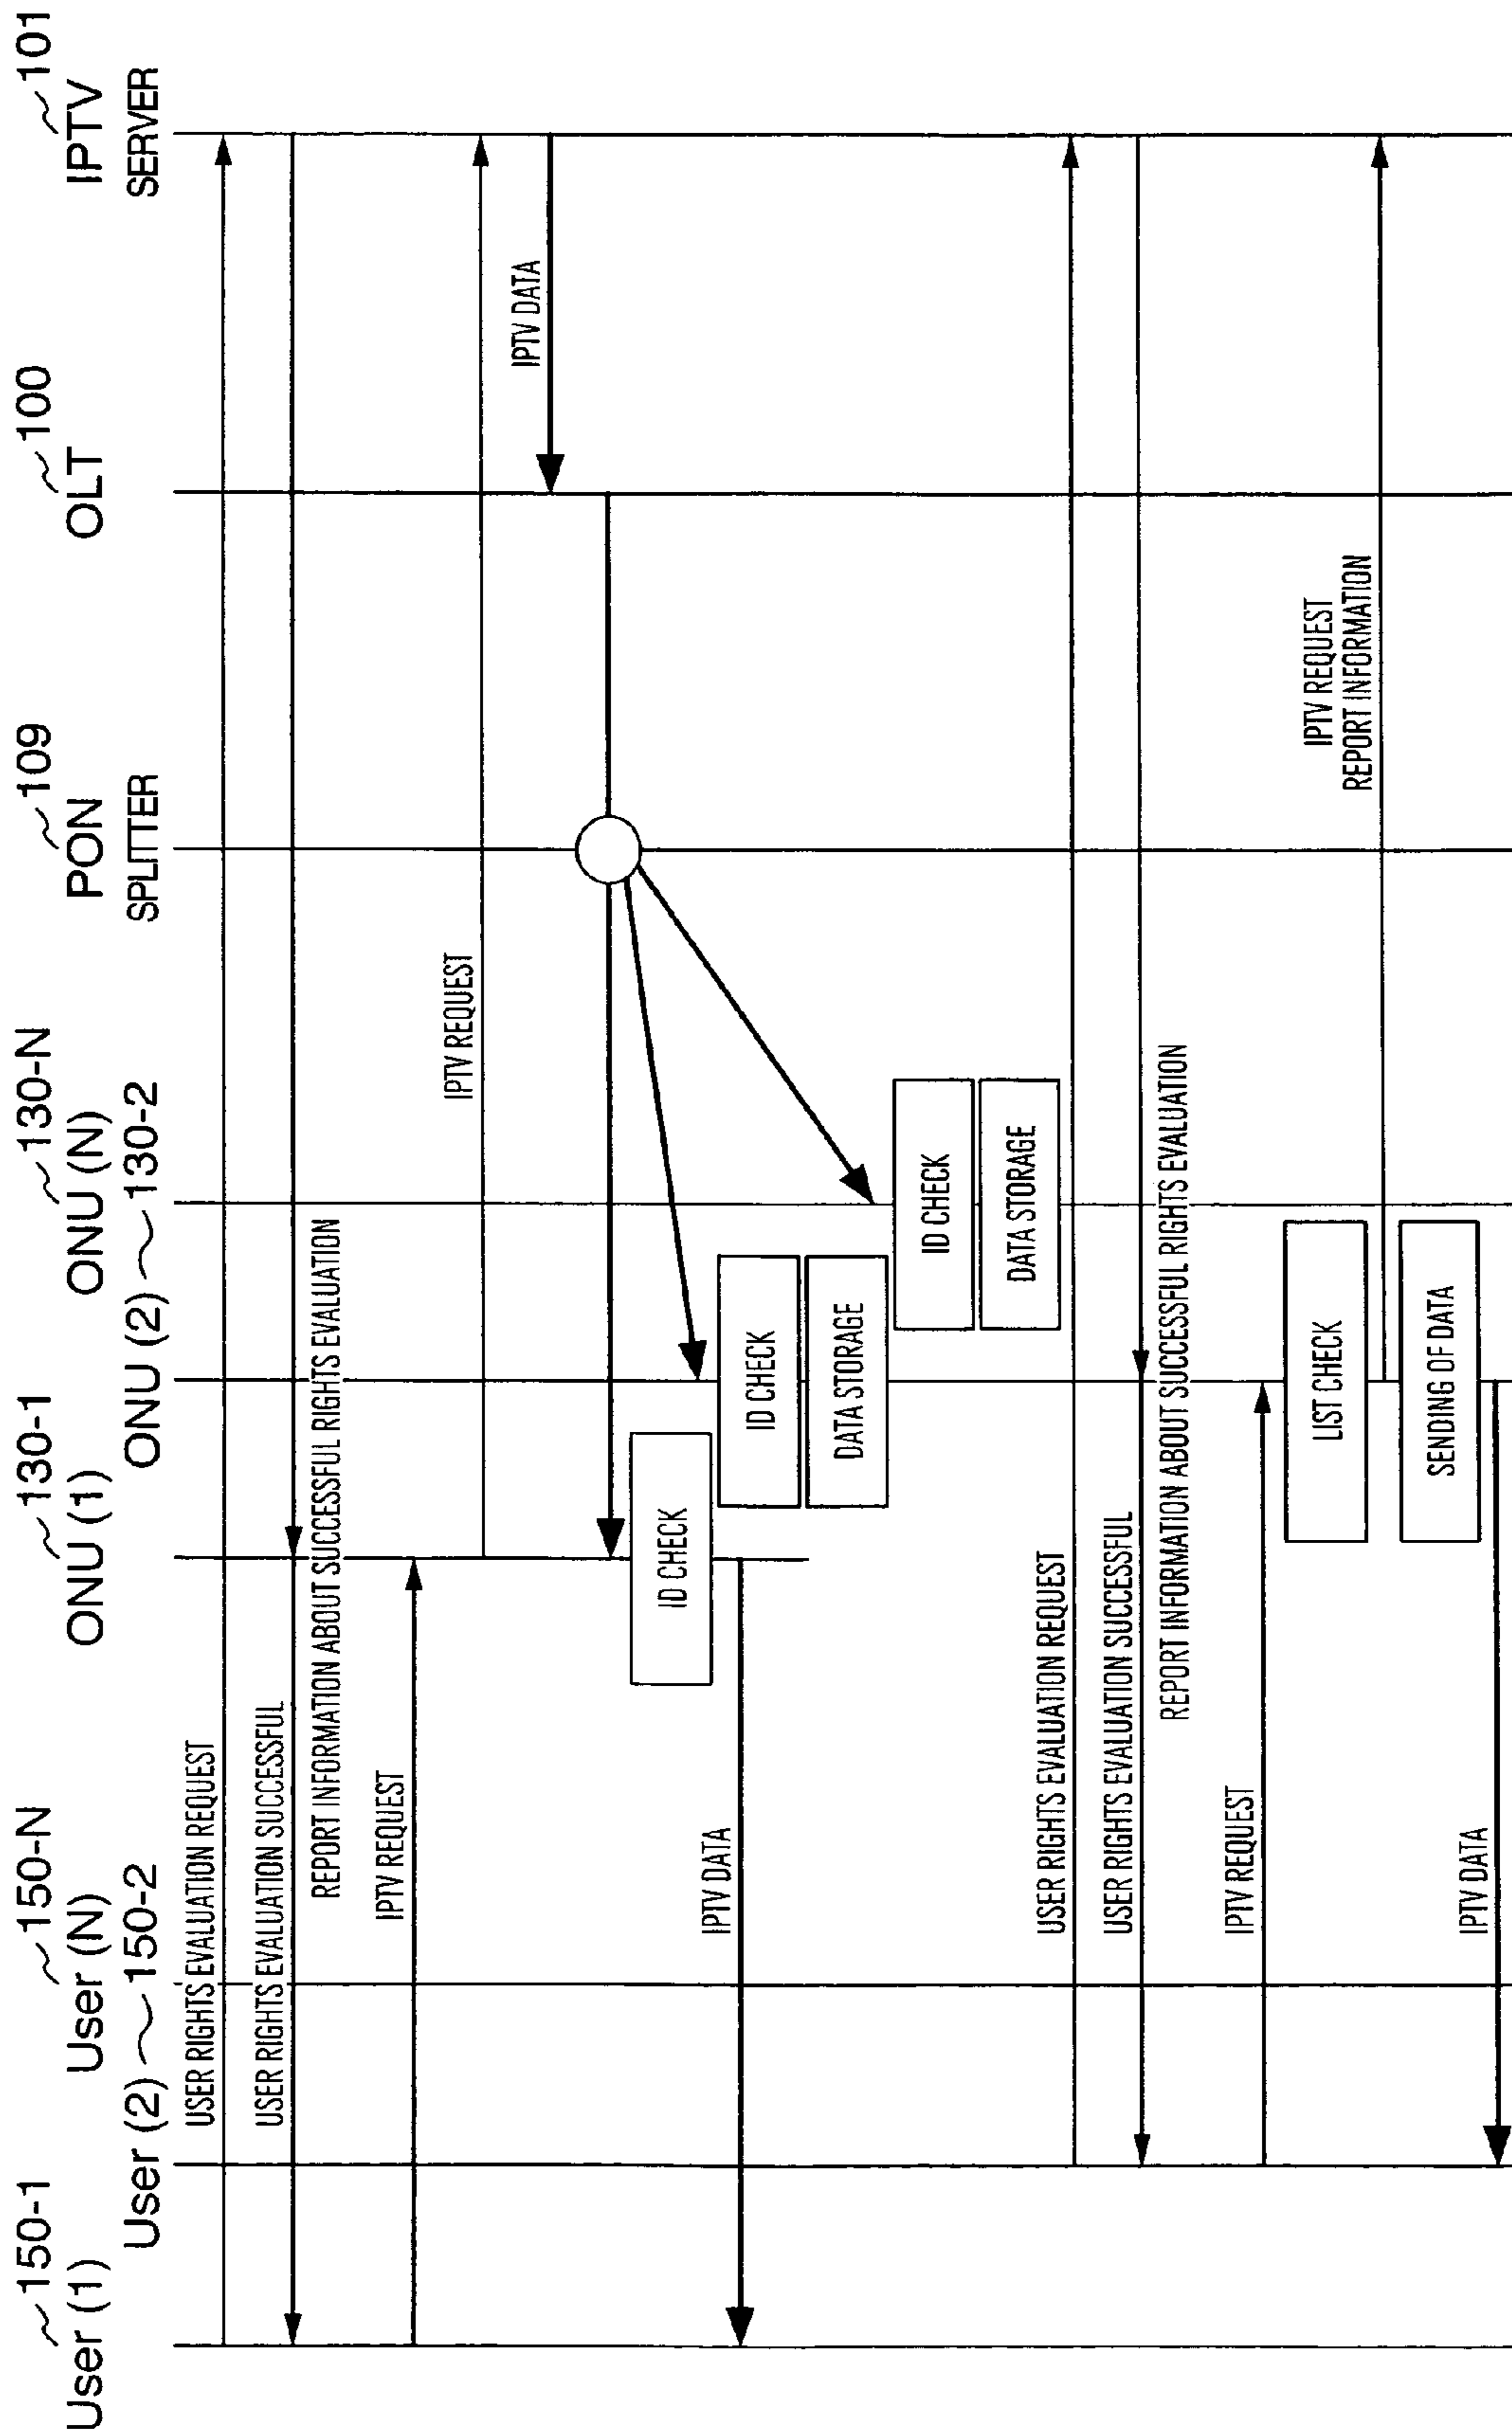 150-1
User (1)
150-N
User (N)
User (2) 150-2
130-1
ONU (1)
130-N
ONU (N)
ONU (2) 130-2
109
PON
SPLITTER
100
OLT
101
IPTV
SERVER
USER RIGHTS EVALUATION REQUEST
USER RIGHTS EVALUATION SUCCESSFUL
REPORT INFORMATION ABOUT SUCCESSFUL RIGHTS EVALUATION
IPTV REQUEST
IPTV REQUEST
IPTV DATA
ID CHECK
IPTV DATA
ID CHECK
DATA STORAGE
ID CHECK
DATA STORAGE
USER RIGHTS EVALUATION REQUEST
USER RIGHTS EVALUATION SUCCESSFUL
REPORT INFORMATION ABOUT SUCCESSFUL RIGHTS EVALUATION
IPTV REQUEST
LIST CHECK
IPTV REQUEST
REPORT INFORMATION
SENDING OF DATA
IPTV DATA